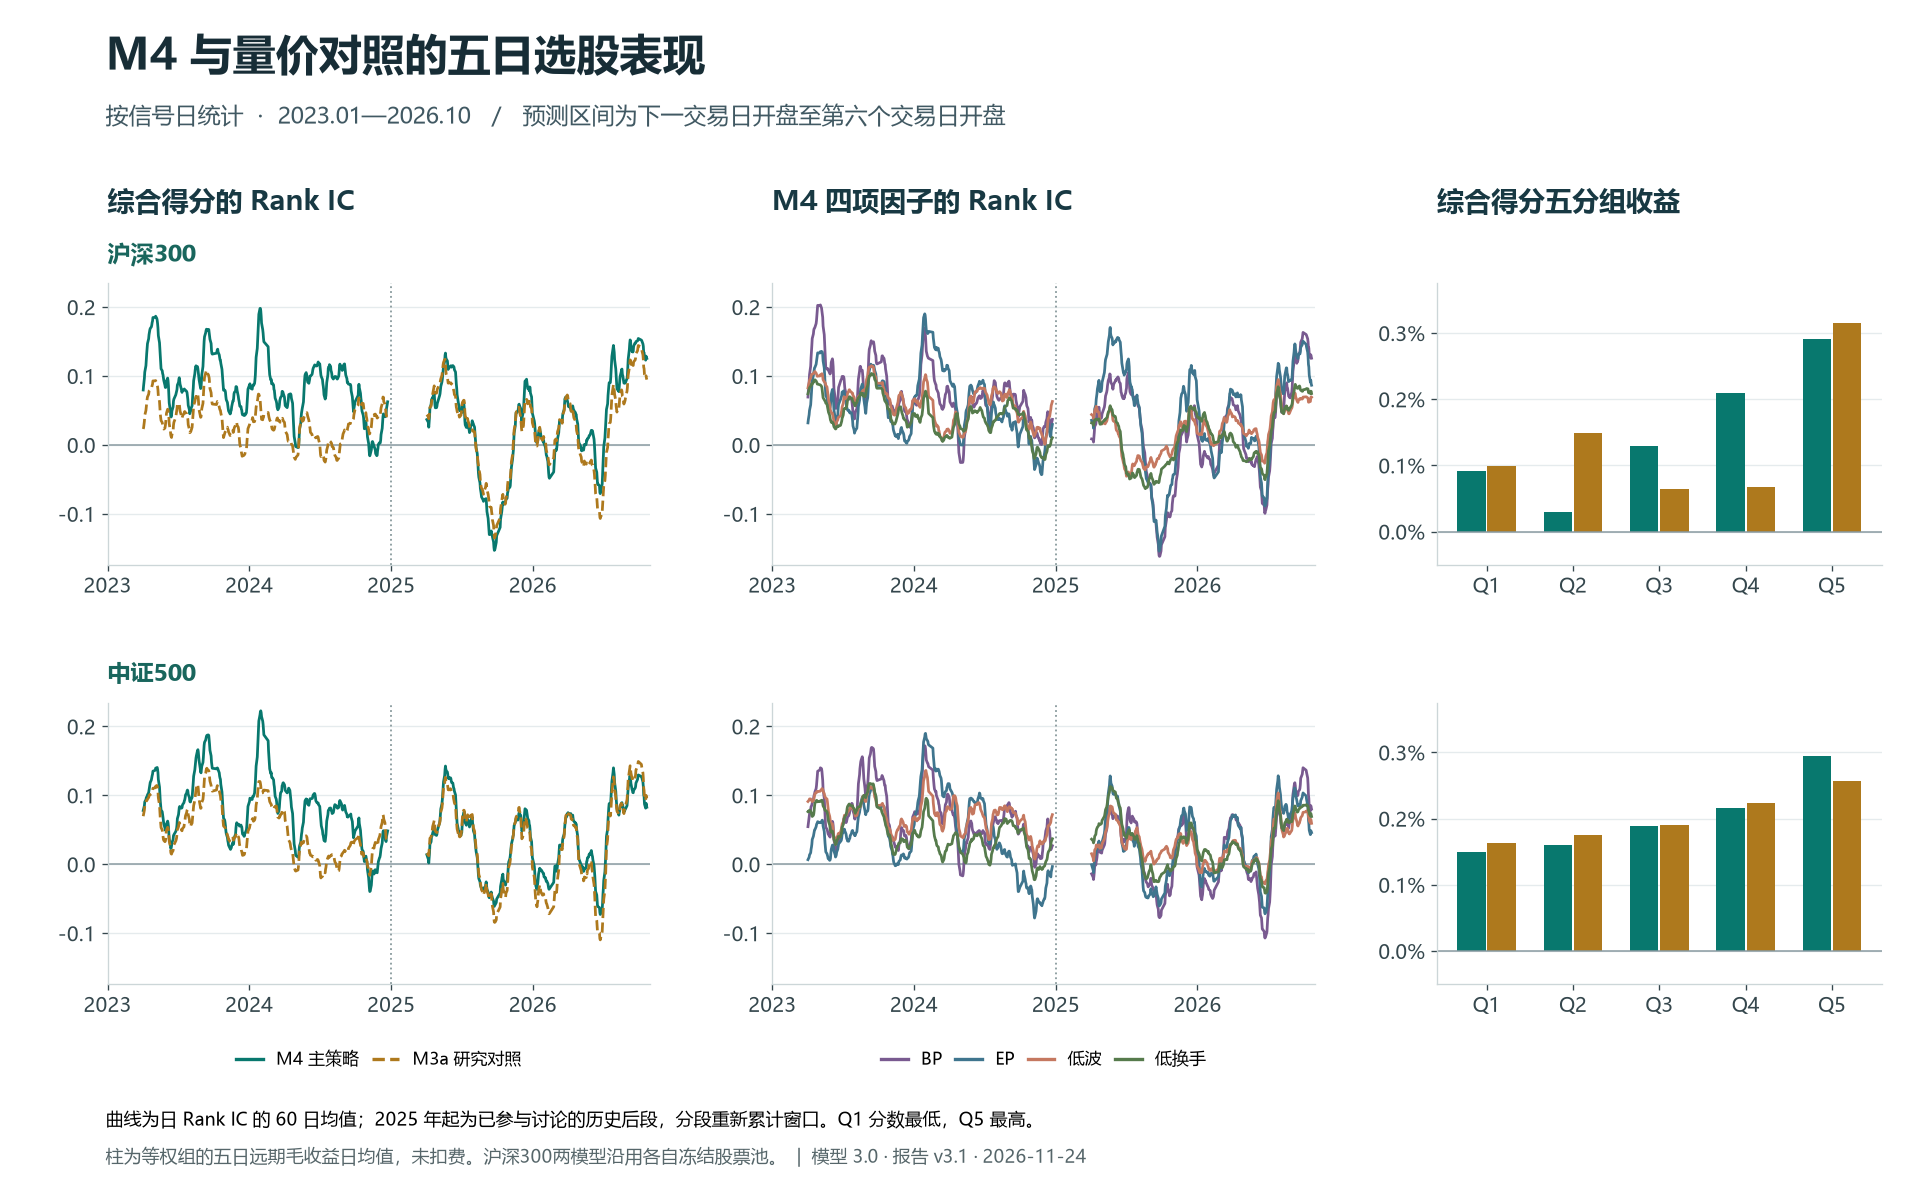 M4 与量价对照的五日选股表现
按信号日统计 · 2023.01—2026.10 / 预测区间为下一交易日开盘至第六个交易日开盘
综合得分的 Rank IC
M4 四项因子的 Rank IC
综合得分五分组收益
沪深300
0.2
0.1
0.0
-0.1
2023
2024
2025
2026
0.2
0.1
0.0
-0.1
2023
2024
2025
2026
0.3%
0.2%
0.1%
0.0%
Q1
Q2
Q3
Q4
Q5
中证500
0.2
0.1
0.0
-0.1
2023
2024
2025
2026
0.2
0.1
0.0
-0.1
2023
2024
2025
2026
0.3%
0.2%
0.1%
0.0%
Q1
Q2
Q3
Q4
Q5
M4 主策略
M3a 研究对照
BP
EP
低波
低换手
曲线为日 Rank IC 的 60 日均值；2025 年起为已参与讨论的历史后段，分段重新累计窗口。Q1 分数最低，Q5 最高。
柱为等权组的五日远期毛收益日均值，未扣费。沪深300两模型沿用各自冻结股票池。 | 模型 3.0 · 报告 v3.1 · 2026-11-24